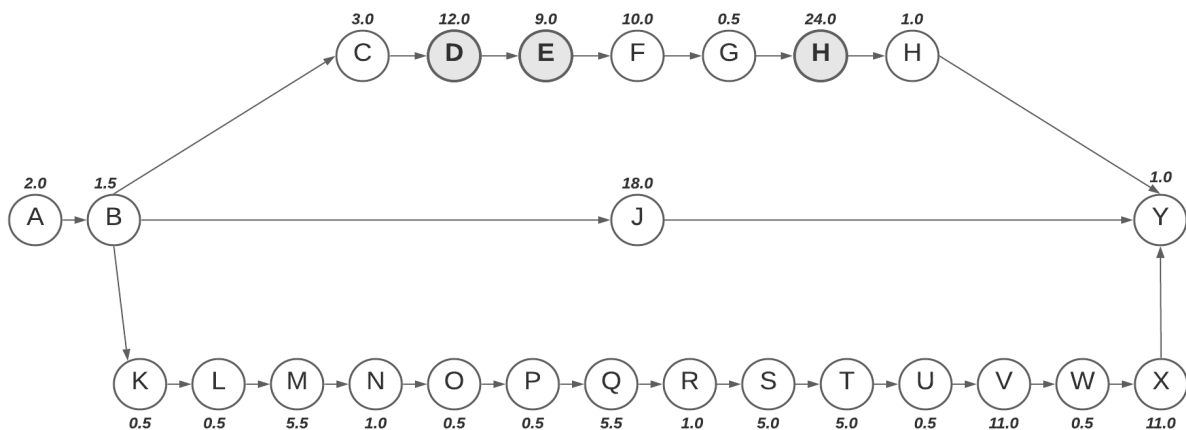 3.0 12.0 9.0 10.0 0.5 24.0 1.0
C D E F G H H
2.0 1.5 18.0 1.0
A B J Y
K L M N O P Q R S T U V W X
0.5 0.5 5.5 1.0 0.5 0.5 5.5 1.0 5.0 5.0 0.5 11.0 0.5 11.0